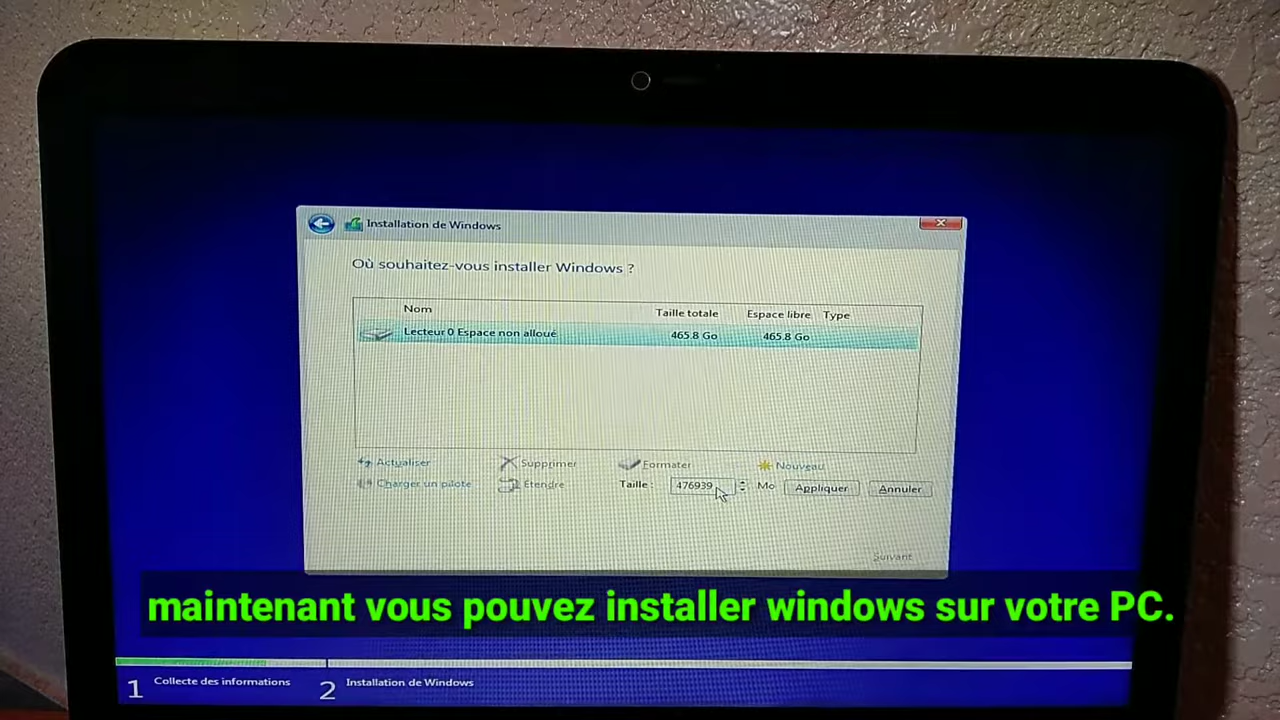 Installation de Windows
Où souhaitez-vous installer Windows ?
Nom Taille totale Espace libre Type
Lecteur 0 Espace non alloué 465.8 Go 465.8 Go
Actualiser Supprimer Formater Nouveau
Charger un pilote Étendre Taille : 476939 Mo Appliquer Annuler
Suivant
maintenant vous pouvez installer windows sur votre PC.
1 Collecte des informations 2 Installation de Windows